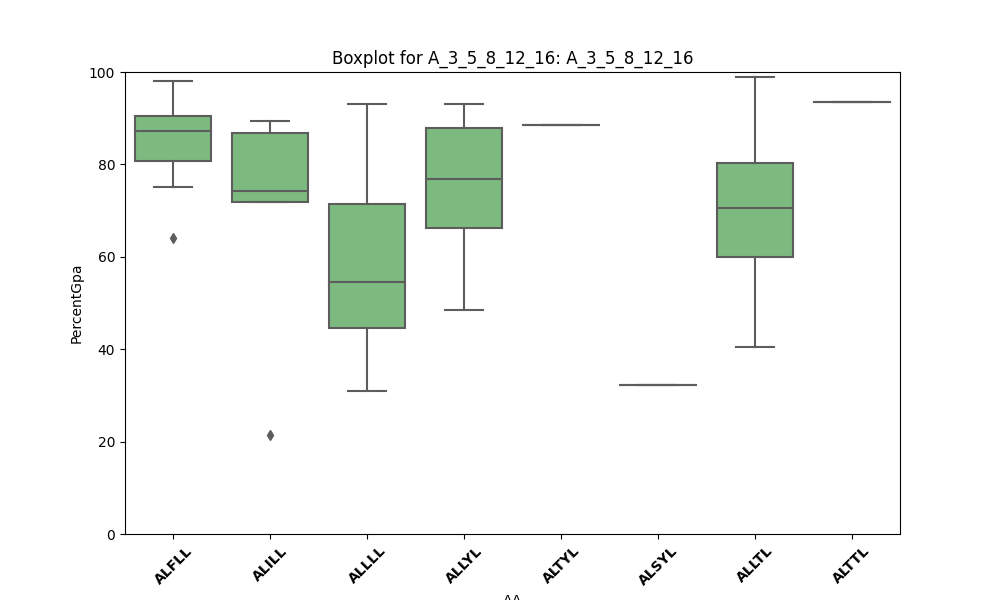 Boxplot for A_3_5_8_12_16: A_3_5_8_12_16
100
80
60
40
20
0
PercentGpa
ALFLL
ALILL
ALLLL
ALLYL
ALTYL
ALSYL
ALLTL
ALTTL
AA